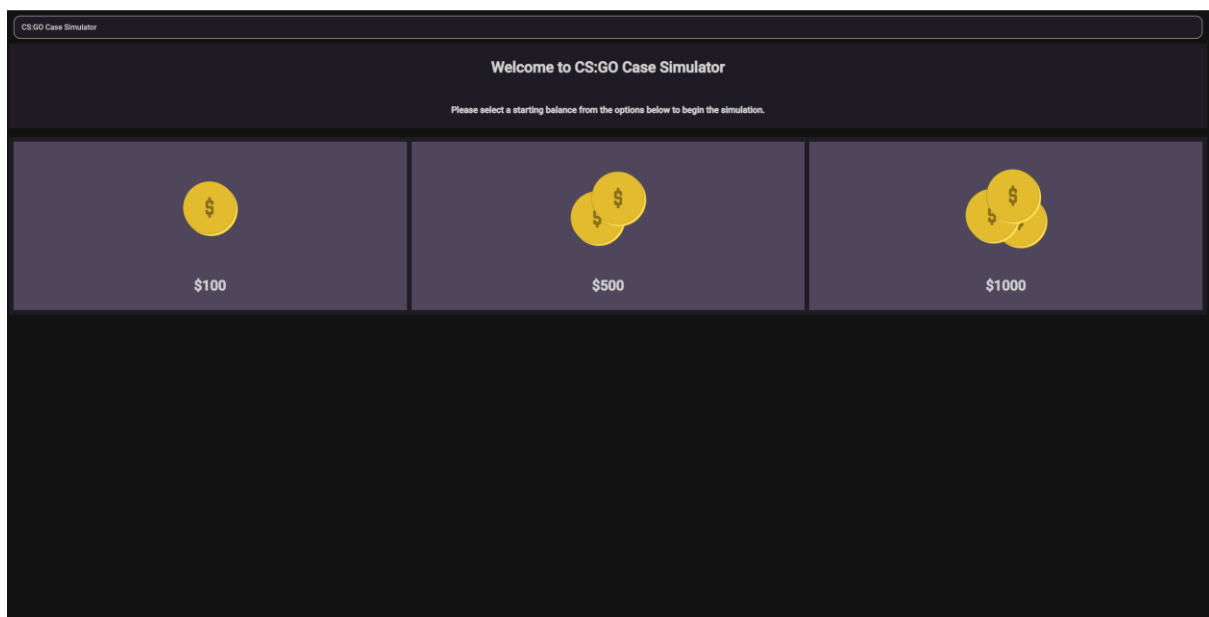 CS:GO Case Simulator
Welcome to CS:GO Case Simulator
Please select a starting balance from the options below to begin the simulation.
$
$
$
$
$
$100
$500
$1000